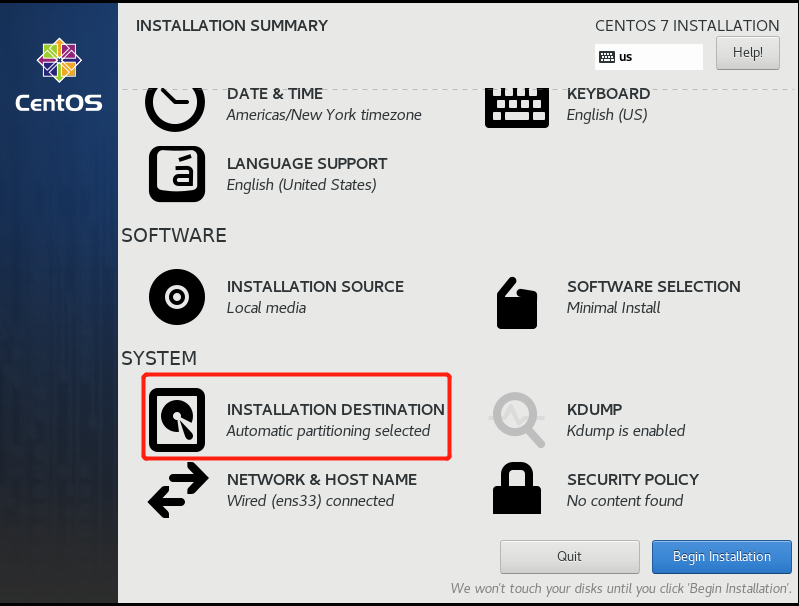 INSTALLATION SUMMARY
CENTOS 7 INSTALLATION
us
Help!
CentOS
DATE & TIME
Americas/New York timezone
KEYBOARD
English (US)
LANGUAGE SUPPORT
English (United States)
SOFTWARE
INSTALLATION SOURCE
Local media
SOFTWARE SELECTION
Minimal Install
SYSTEM
INSTALLATION DESTINATION
Automatic partitioning selected
KDUMP
Kdump is enabled
NETWORK & HOST NAME
Wired (ens33) connected
SECURITY POLICY
No content found
Quit
Begin Installation
We won't touch your disks until you click 'Begin Installation'.